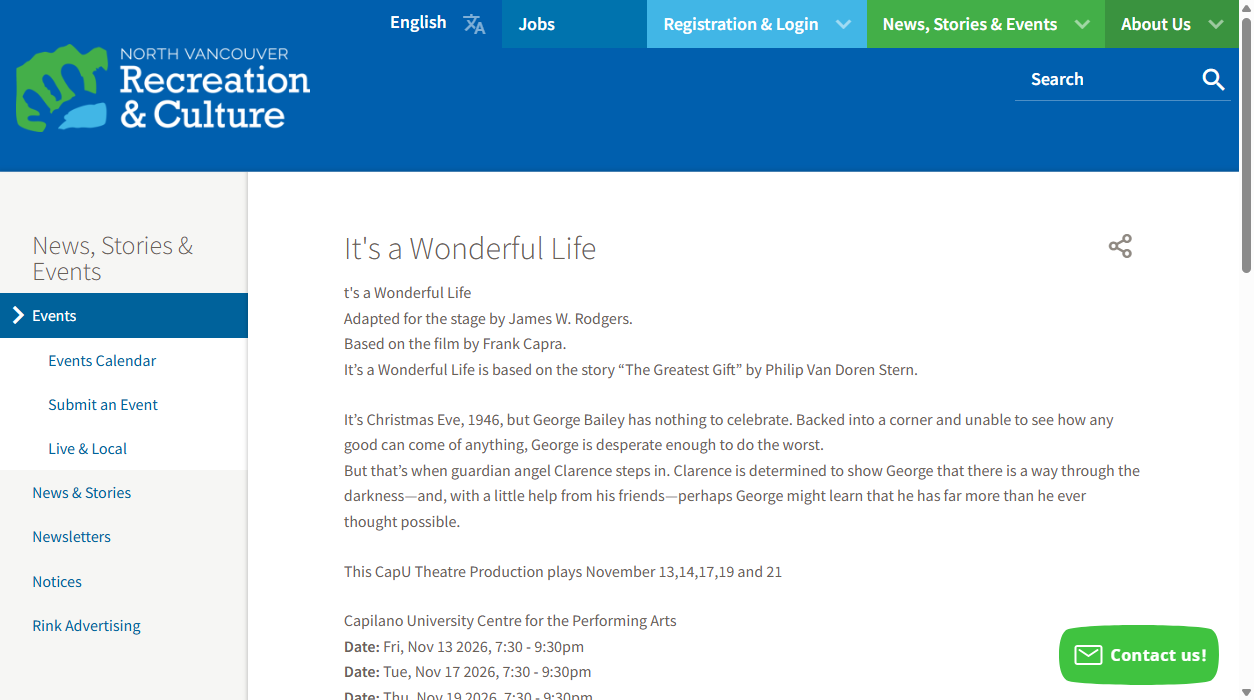 English
Jobs
Registration & Login
News, Stories & Events
About Us
NORTH VANCOUVER
Recreation
& Culture
Search
News, Stories &
Events
Events
Events Calendar
Submit an Event
Live & Local
News & Stories
Newsletters
Notices
Rink Advertising
It's a Wonderful Life
t's a Wonderful Life
Adapted for the stage by James W. Rodgers.
Based on the film by Frank Capra.
It’s a Wonderful Life is based on the story “The Greatest Gift” by Philip Van Doren Stern.
It’s Christmas Eve, 1946, but George Bailey has nothing to celebrate. Backed into a corner and unable to see how any
good can come of anything, George is desperate enough to do the worst.
But that’s when guardian angel Clarence steps in. Clarence is determined to show George that there is a way through the
darkness—and, with a little help from his friends—perhaps George might learn that he has far more than he ever
thought possible.
This CapU Theatre Production plays November 13,14,17,19 and 21
Capilano University Centre for the Performing Arts
Date: Fri, Nov 13 2026, 7:30 - 9:30pm
Date: Tue, Nov 17 2026, 7:30 - 9:30pm
Date: Thu, Nov 19 2026, 7:30 - 9:30pm
Contact us!